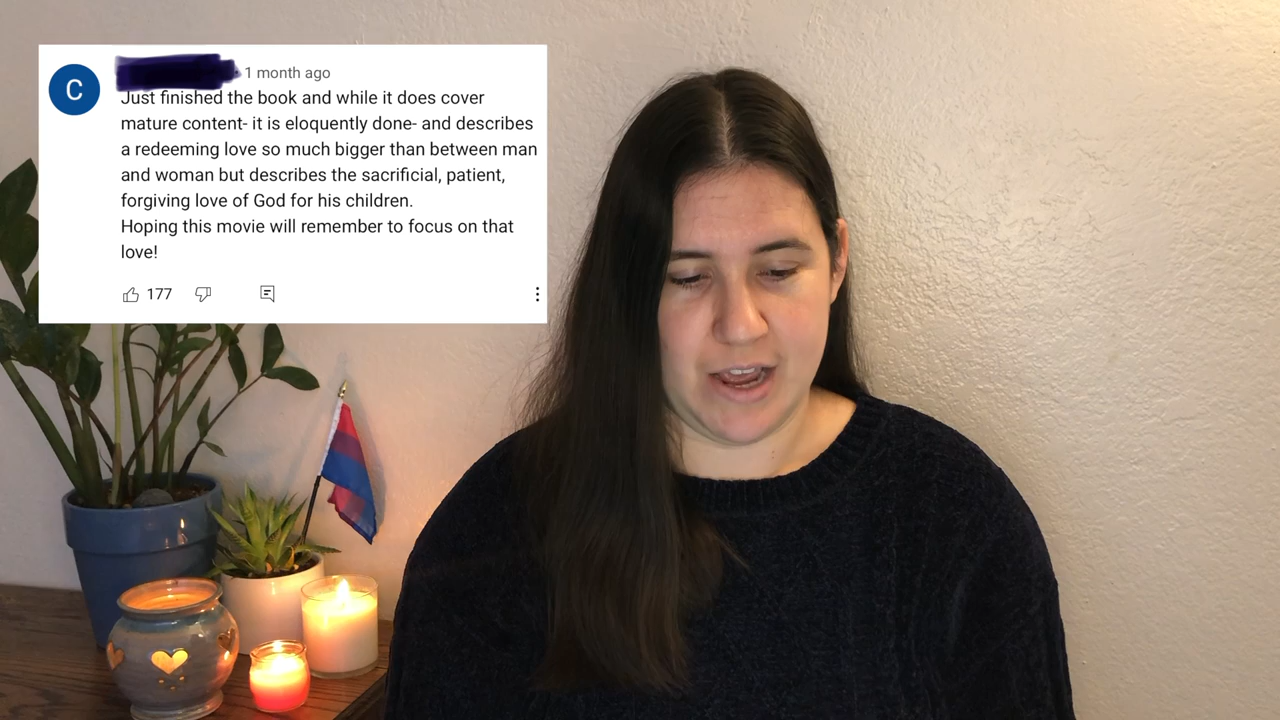 C
1 month ago
Just finished the book and while it does cover
mature content- it is eloquently done- and describes
a redeeming love so much bigger than between man
and woman but describes the sacrificial, patient,
forgiving love of God for his children.
Hoping this movie will remember to focus on that
love!
177